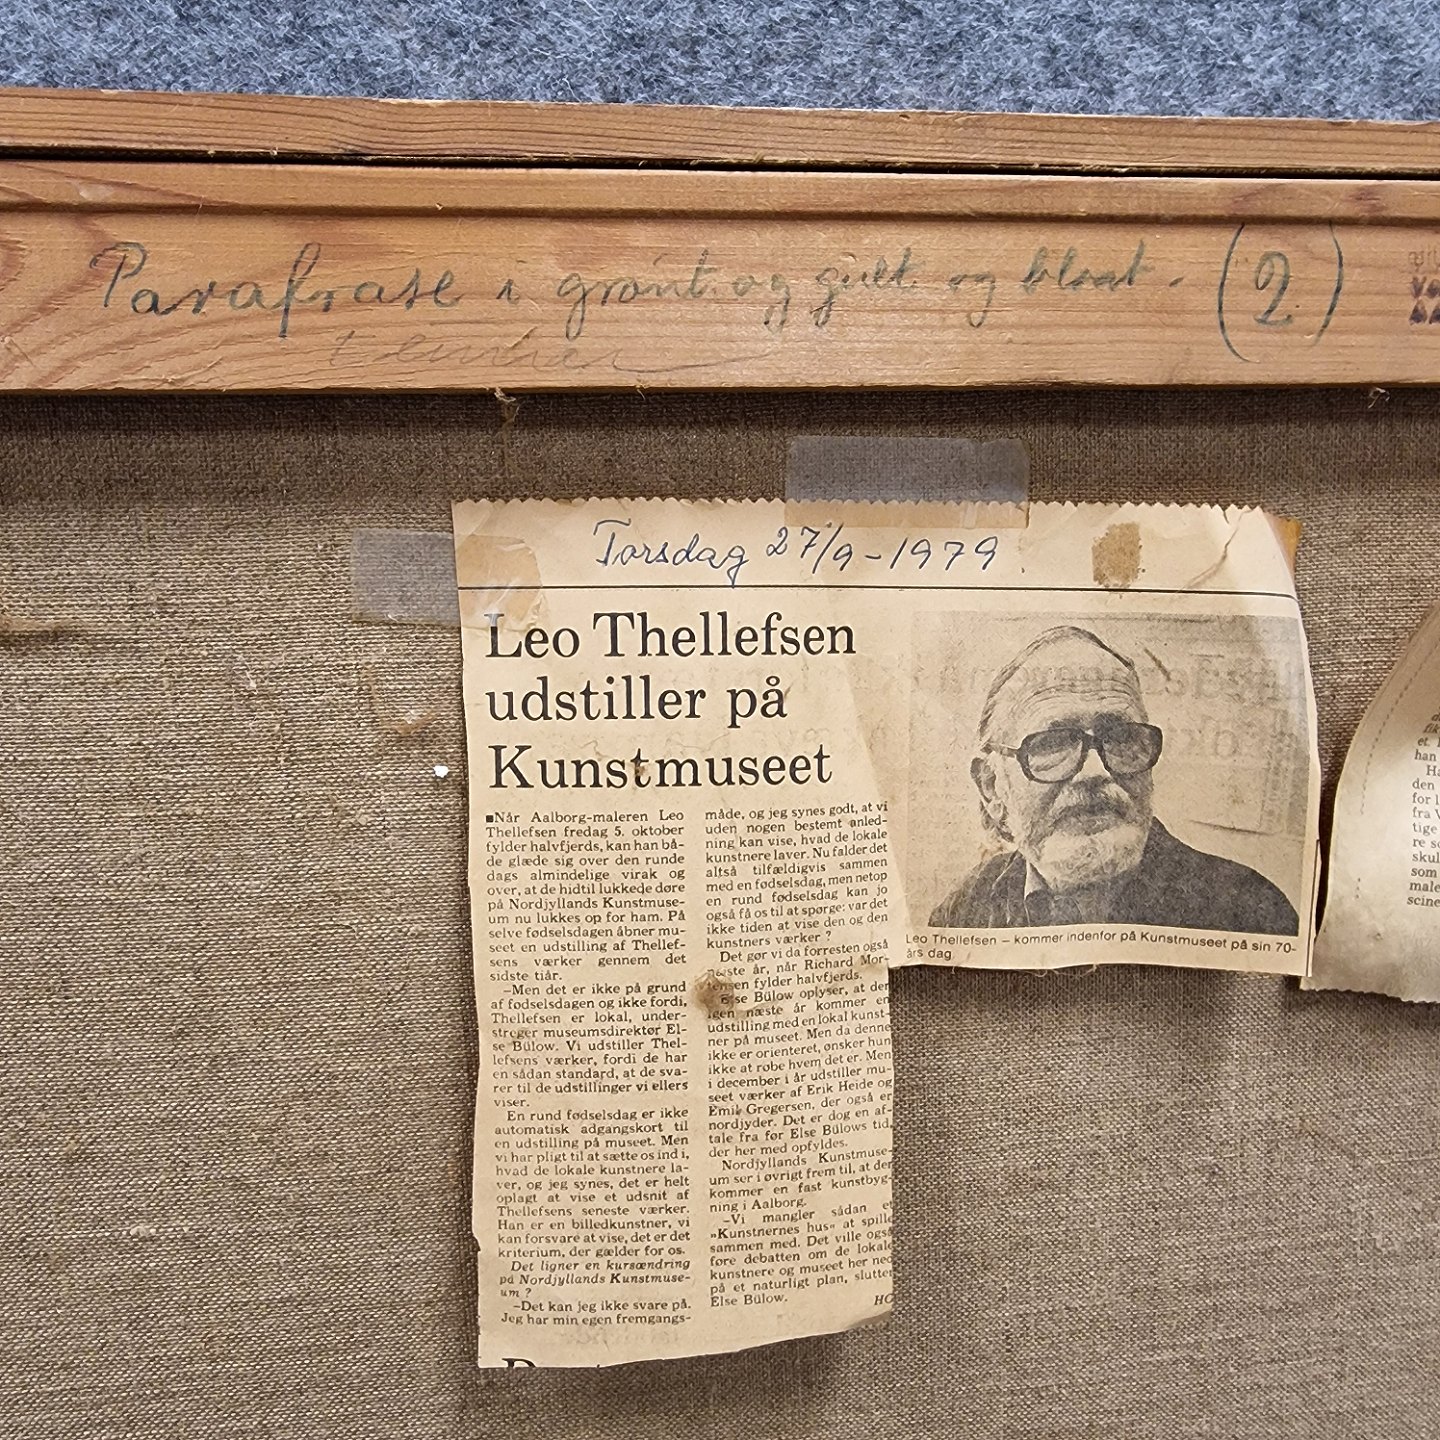 Parafrase i grønt og gult og blaat. (2)
Torsdag 27/9-1979
Leo Thellefsen
udstiller på
Kunstmuseet
■Når Aalborg-maleren Leo
Thellefsen fredag 5. oktober
fylder halvfjerds, kan han bå-
de glæde sig over den runde
dags almindelige virak og
over, at de hidtil lukkede døre
på Nordjyllands Kunstmuse-
um nu lukkes op for ham. På
selve fødselsdagen åbner mu-
seet en udstilling af Thellef-
sens værker gennem det
sidste tiår.
–Men det er ikke på grund
af fødselsdagen og ikke fordi,
Thellefsen er lokal, under-
streger museumsdirektør El-
se Bülow. Vi udstiller Thel-
lefsens værker, fordi de har
en sådan standard, at de sva-
rer til de udstillinger vi ellers
viser.
En rund fødselsdag er ikke
automatisk adgangskort til
en udstilling på museet. Men
vi har pligt til at sætte os ind i,
hvad de lokale kunstnere la-
ver, og jeg synes, det er helt
oplagt at vise et udsnit af
Thellefsens seneste værker.
Han er en billedkunstner, vi
kan forsvare at vise, det er det
kriterium, der gælder for os.
Det ligner en kursændring
på Nordjyllands Kunstmuse-
um ?
–Det kan jeg ikke svare på.
Jeg har min egen fremgangs-
måde, og jeg synes godt, at vi
uden nogen bestemt anled-
ning kan vise, hvad de lokale
kunstnere laver. Nu falder det
altså tilfældigvis sammen
med en fødselsdag, men netop
en rund fødselsdag kan jo
også få os til at spørge: var det
ikke tiden at vise den og den
kunstners værker ?
Det gør vi da forresten også
næste år, når Richard Mor-
tensen fylder halvfjerds.
Else Bülow oplyser, at der
igen næste år kommer en
udstilling med en lokal kunst-
ner på museet. Men da denne
ikke er orienteret, ønsker hun
ikke at røbe hvem det er. Men
i december i år udstiller mu-
seet værker af Erik Heide og
Emil Gregersen, der også er
nordjyder. Det er dog en af-
tale fra før Else Bülows tid,
der her med opfyldes.
Nordjyllands Kunstmuse-
um ser i øvrigt frem til, at der
kommer en fast kunstbyg-
ning i Aalborg.
–Vi mangler sådan et
»Kunstnernes hus« at spille
sammen med. Det ville også
føre debatten om de lokale
kunstnere og museet her ned
på et naturligt plan, slutter
Else Bülow.
HC
Leo Thellefsen – kommer indenfor på Kunstmuseet på sin 70-
års dag.
et.
han
den
for
fra
tige
skul
som
male